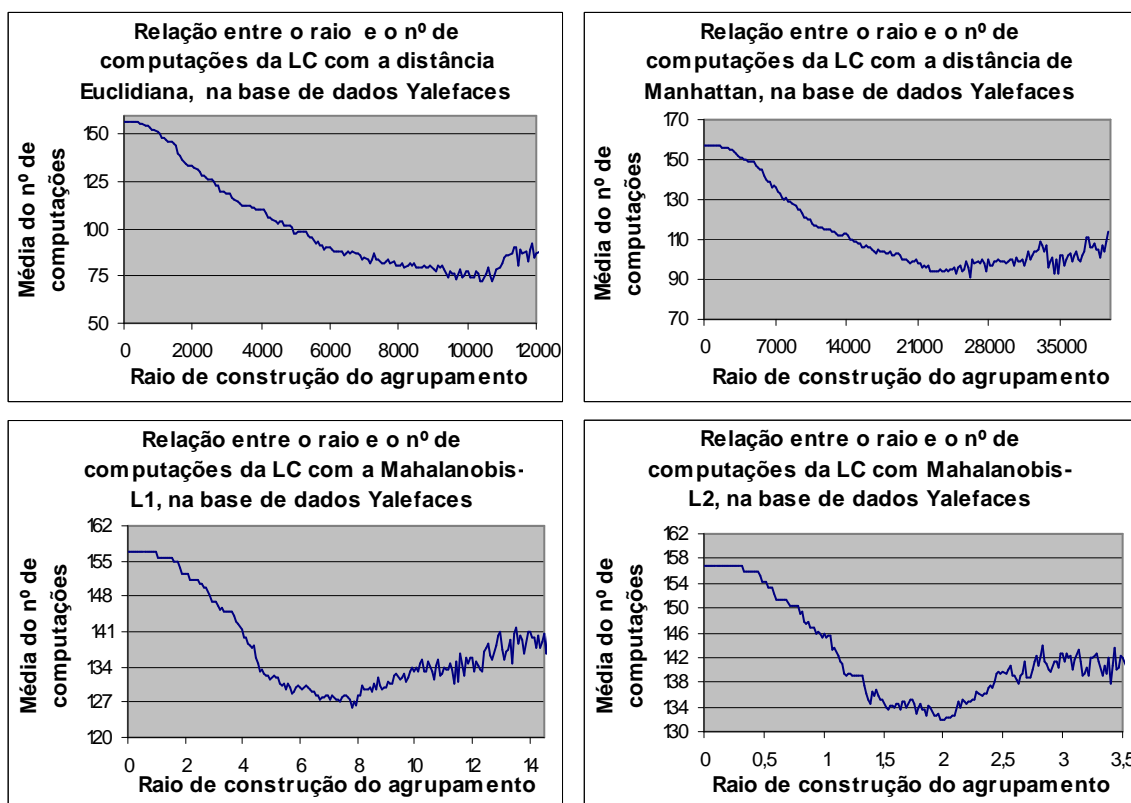 Relação entre o raio e o nº de
computações da LC com a distância
Euclidiana, na base de dados Yalefaces
Média do nº de
computações
150
125
100
75
50
0 2000 4000 6000 8000 10000 12000
Raio de construção do agrupamento
Relação entre o raio e o nº de
computações da LC com a distância de
Manhattan, na base de dados Yalefaces
Média do nº de
computações
170
150
130
110
90
70
0 7000 14000 21000 28000 35000
Raio de construção do agrupamento
Relação entre o raio e o nº de
computações da LC com a Mahalanobis-
L1, na base de dados Yalefaces
Média do nº de
computações
162
155
148
141
134
127
120
0 2 4 6 8 10 12 14
Raio de construção do agrupamento
Relação entre o raio e o nº de
computações da LC com Mahalanobis-
L2, na base de dados Yalefaces
Média do nº de
computações
162
158
154
150
146
142
138
134
130
0 0,5 1 1,5 2 2,5 3 3,5
Raio de construção do agrupamento